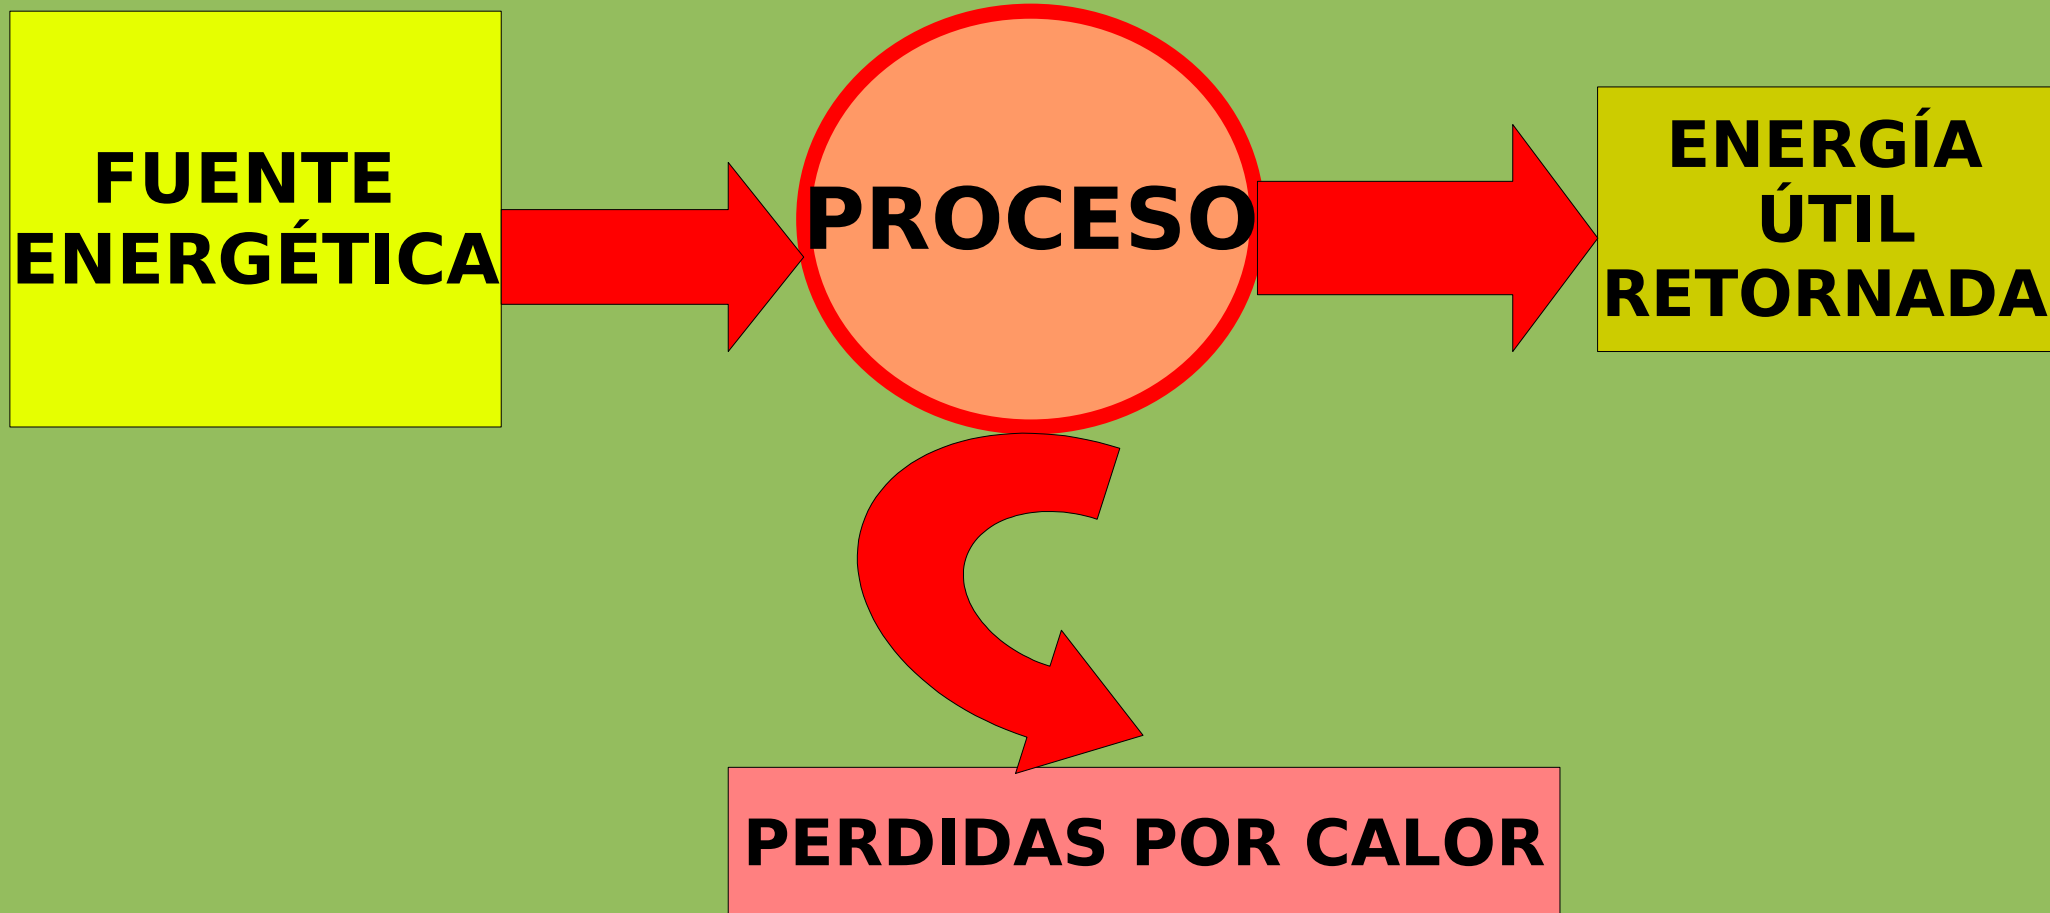 FUENTE
ENERGÉTICA
PROCESO
ENERGÍA
ÚTIL
RETORNADA
PERDIDAS POR CALOR